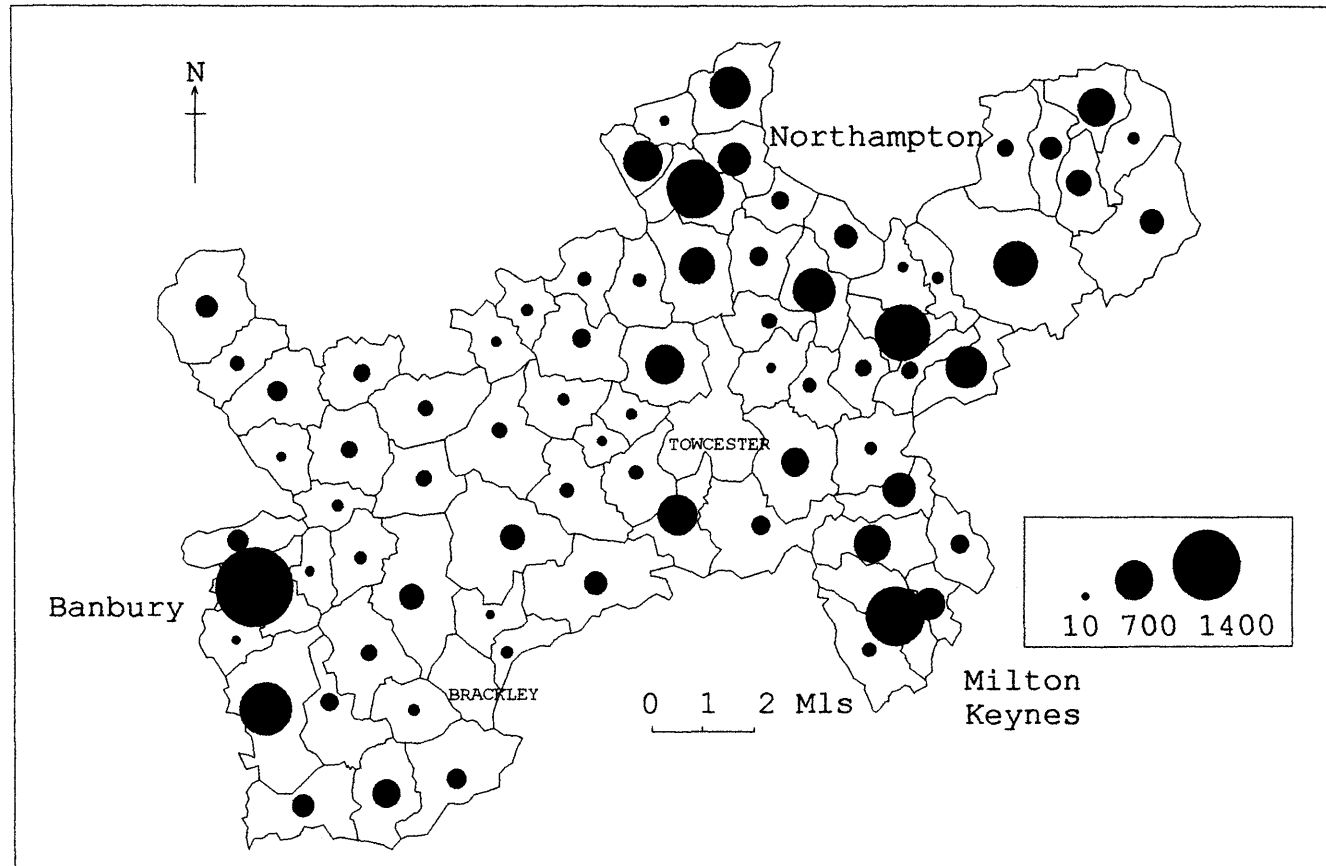 N
Northampton
TOWCESTER
Banbury
10 700 1400
BRACKLEY
0 1 2 Mls
Milton
Keynes